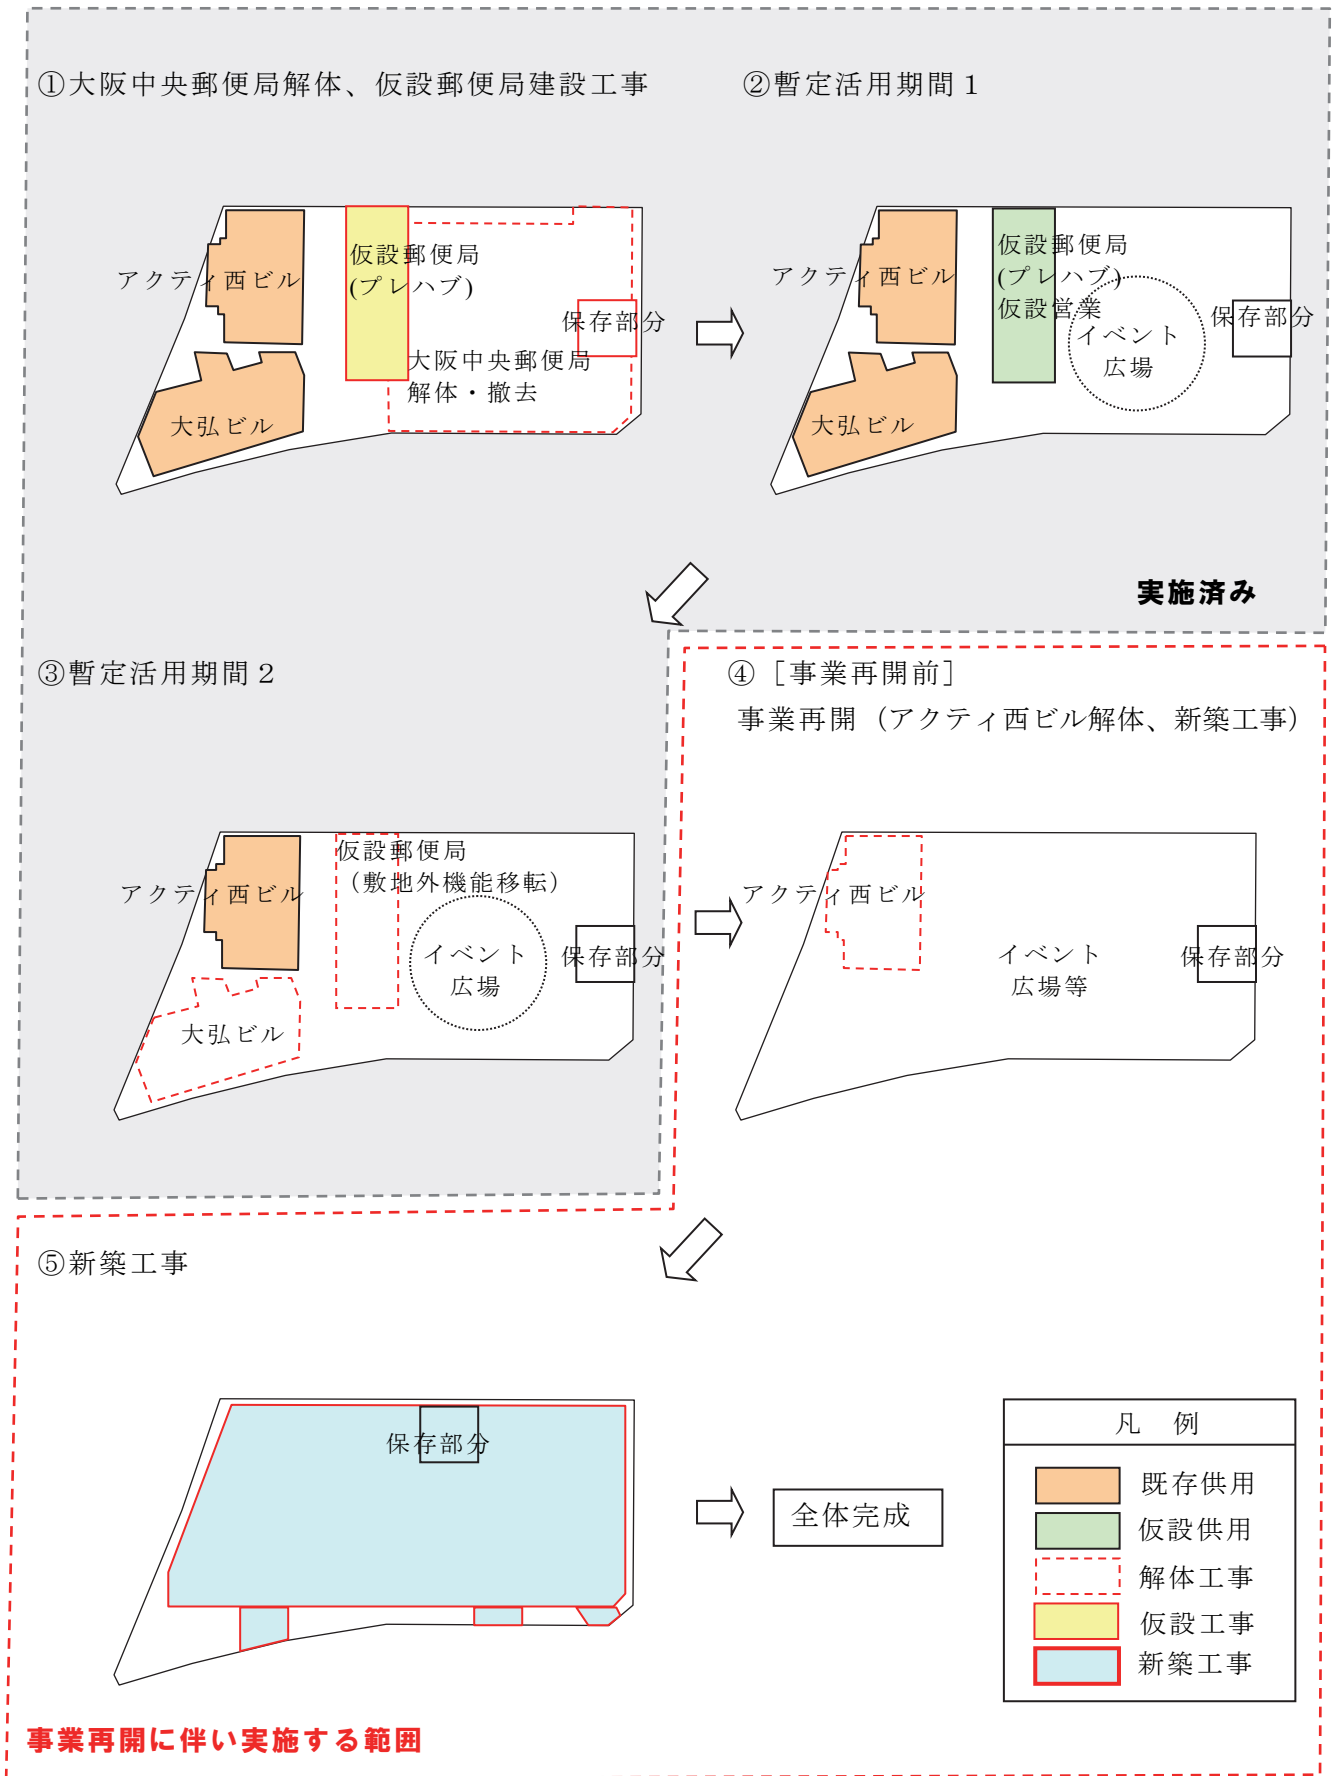 ①大阪中央郵便局解体、仮設郵便局建設工事
アクティ西ビル
大弘ビル
仮設郵便局
(プレハブ)
保存部分
大阪中央郵便局
解体・撤去
②暫定活用期間１
アクティ西ビル
大弘ビル
仮設郵便局
(プレハブ)
仮設営業
イベント
広場
保存部分
実施済み
③暫定活用期間２
アクティ西ビル
大弘ビル
仮設郵便局
（敷地外機能移転）
イベント
広場
保存部分
④［事業再開前］
事業再開（アクティ西ビル解体、新築工事）
アクティ西ビル
イベント
広場等
保存部分
⑤新築工事
保存部分
全体完成
凡　例
既存供用
仮設供用
解体工事
仮設工事
新築工事
事業再開に伴い実施する範囲